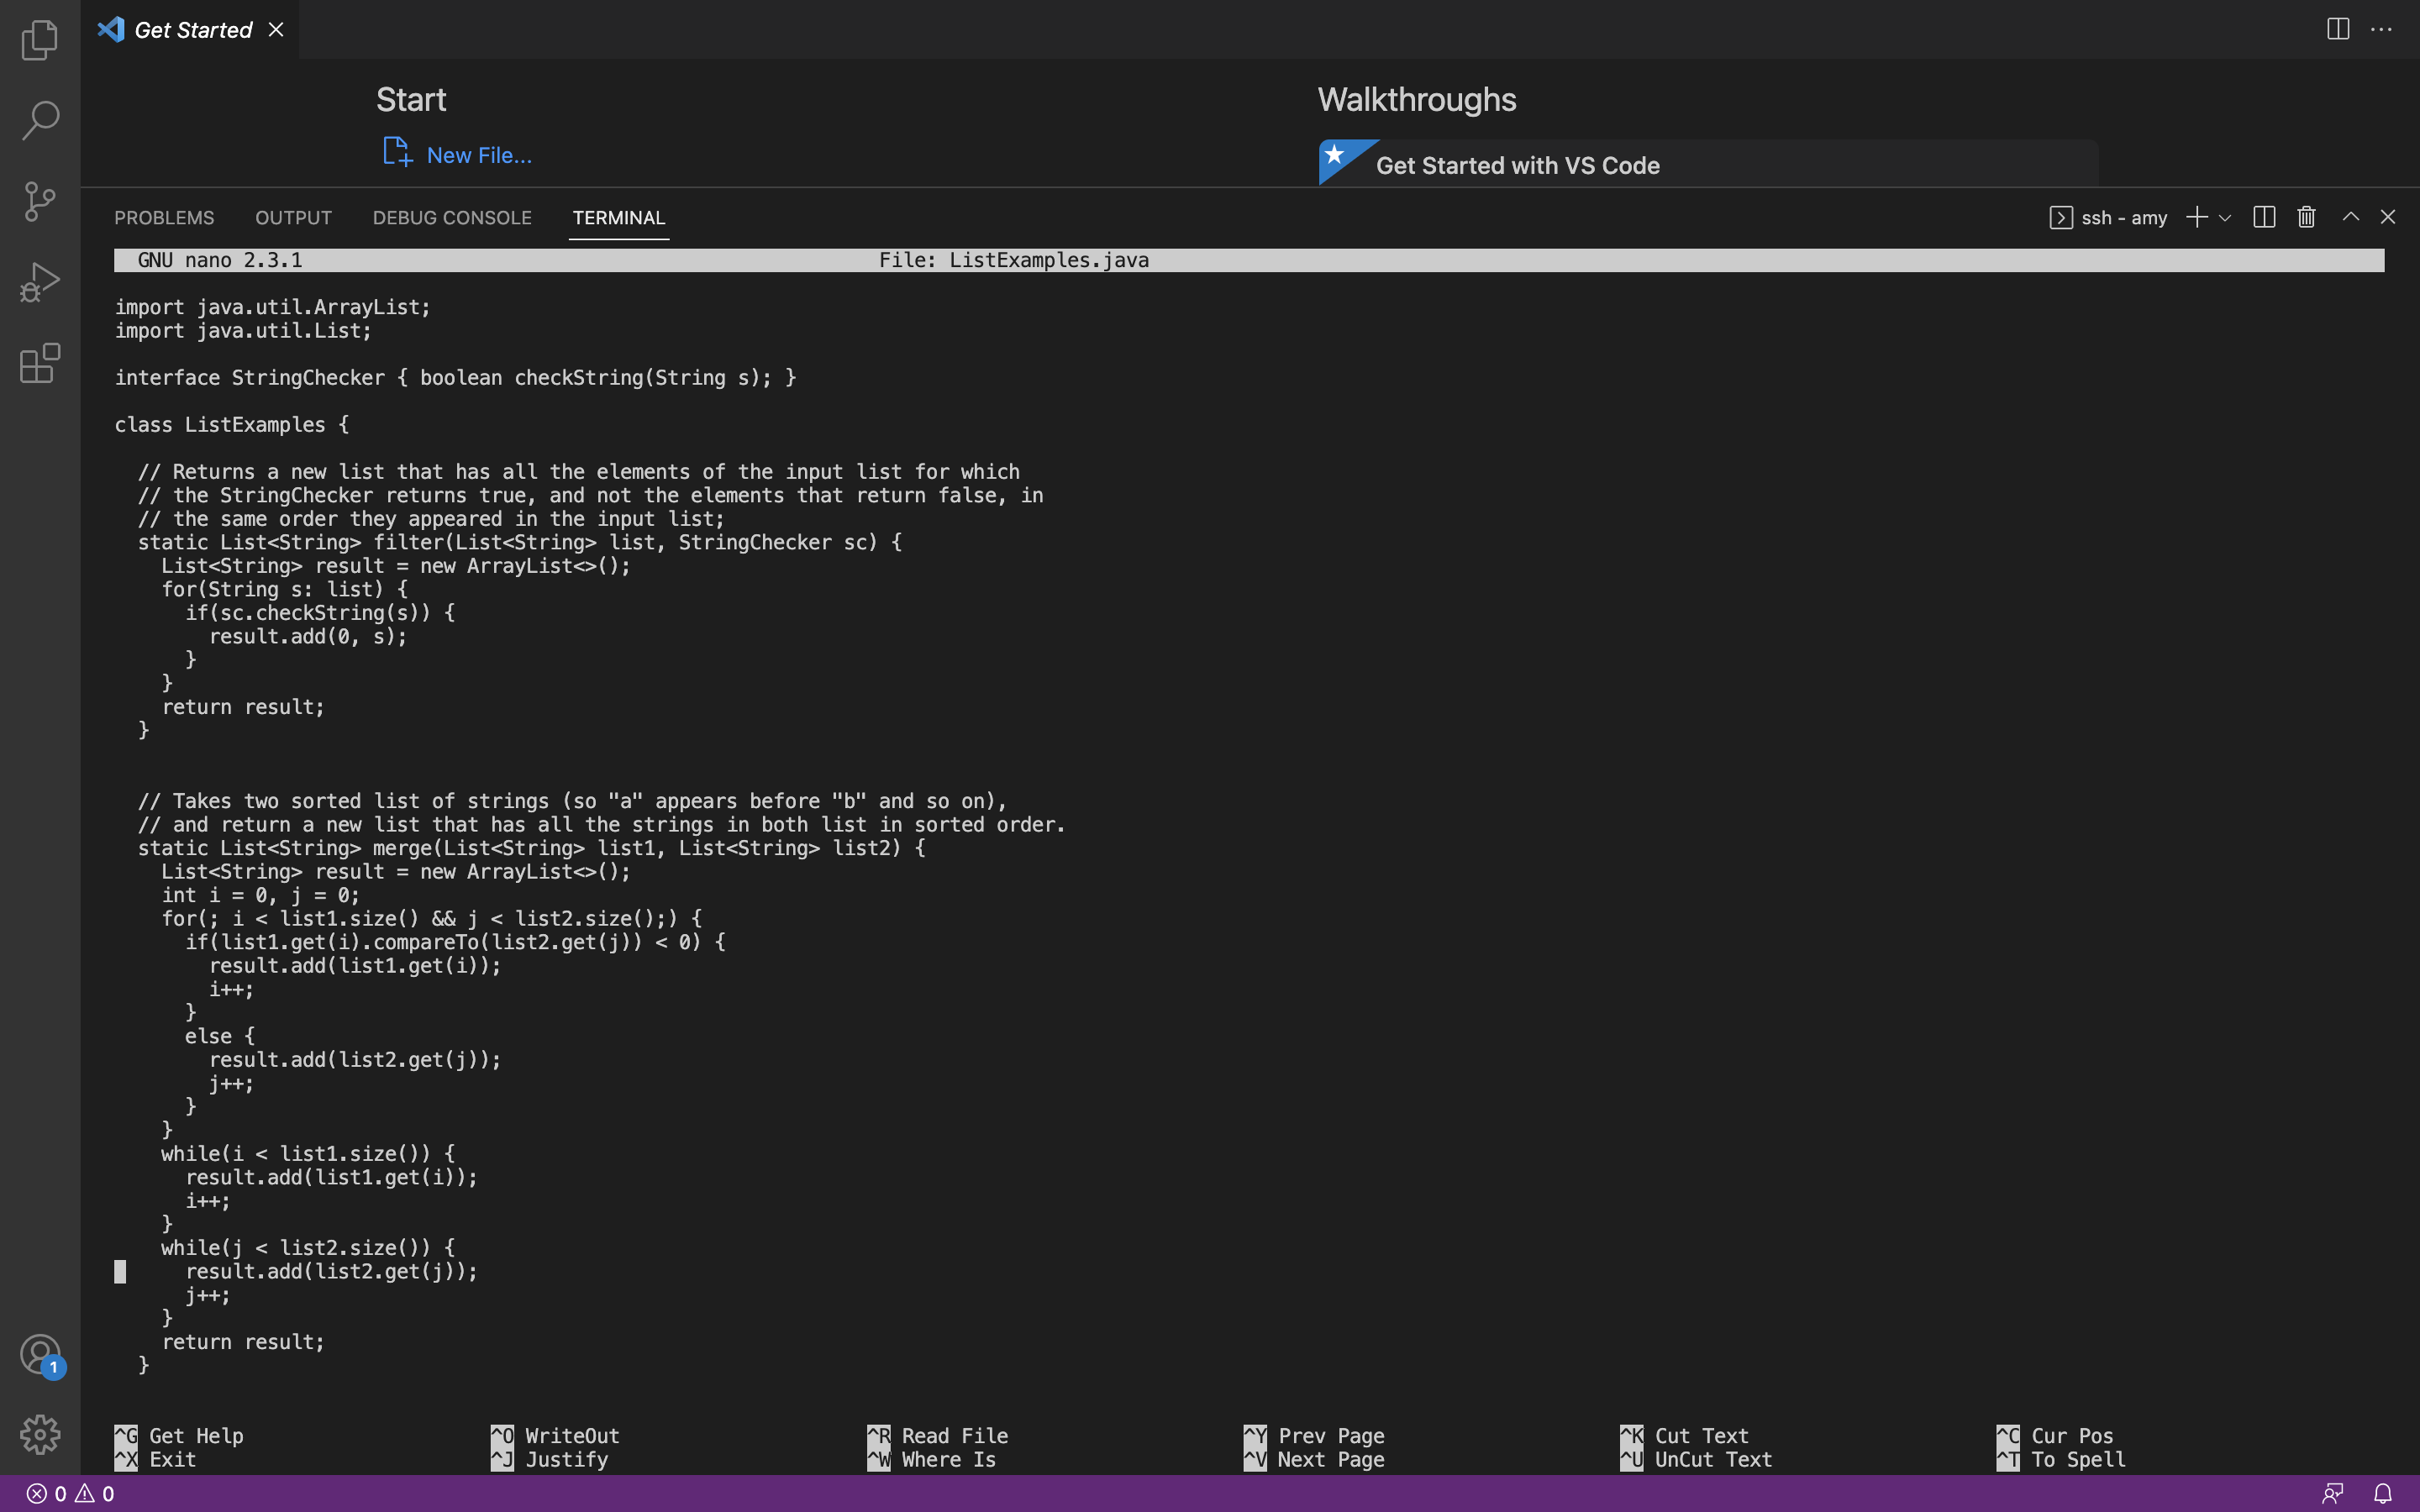 Get Started
Start
Walkthroughs
New File...
Get Started with VS Code
PROBLEMS OUTPUT DEBUG CONSOLE TERMINAL ssh - amy
GNU nano 2.3.1 File: ListExamples.java
import java.util.ArrayList;
import java.util.List;
interface StringChecker { boolean checkString(String s); }
class ListExamples {
// Returns a new list that has all the elements of the input list for which
// the StringChecker returns true, and not the elements that return false, in
// the same order they appeared in the input list;
static List<String> filter(List<String> list, StringChecker sc) {
List<String> result = new ArrayList<>();
for(String s: list) {
if(sc.checkString(s)) {
result.add(0, s);
}
}
return result;
}
// Takes two sorted list of strings (so "a" appears before "b" and so on),
// and return a new list that has all the strings in both list in sorted order.
static List<String> merge(List<String> list1, List<String> list2) {
List<String> result = new ArrayList<>();
int i = 0, j = 0;
for(; i < list1.size() && j < list2.size();) {
if(list1.get(i).compareTo(list2.get(j)) < 0) {
result.add(list1.get(i));
i++;
}
else {
result.add(list2.get(j));
j++;
}
}
while(i < list1.size()) {
result.add(list1.get(i));
i++;
}
while(j < list2.size()) {
result.add(list2.get(j));
j++;
}
return result;
}
^G Get Help ^O WriteOut ^R Read File ^Y Prev Page ^K Cut Text ^C Cur Pos
^X Exit ^J Justify ^W Where Is ^V Next Page ^U UnCut Text ^T To Spell
1
0 0